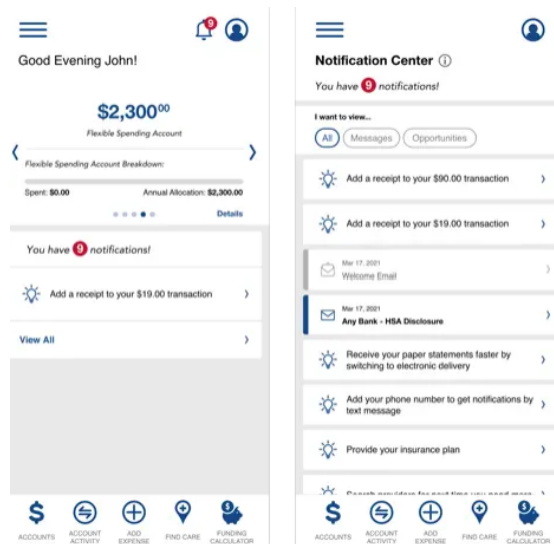 9
Good Evening John!
$2,300⁰⁰
Flexible Spending Account
Flexible Spending Account Breakdown:
Spent: $0.00 Annual Allocation: $2,300.00
Details
You have 9 notifications!
Add a receipt to your $19.00 transaction
View All
$
ACCOUNTS
ACCOUNT
ACTIVITY
ADD
EXPENSE
FIND CARE
FUNDING
CALCULATOR
Notification Center
You have 9 notifications!
I want to view...
All Messages Opportunities
Add a receipt to your $90.00 transaction
Add a receipt to your $19.00 transaction
Mar 17, 2021
Welcome Email
Mar 17, 2021
Any Bank - HSA Disclosure
Receive your paper statements faster by
switching to electronic delivery
Add your phone number to get notifications by
text message
Provide your insurance plan
$
ACCOUNTS
ACCOUNT
ACTIVITY
ADD
EXPENSE
FIND CARE
FUNDING
CALCULATOR